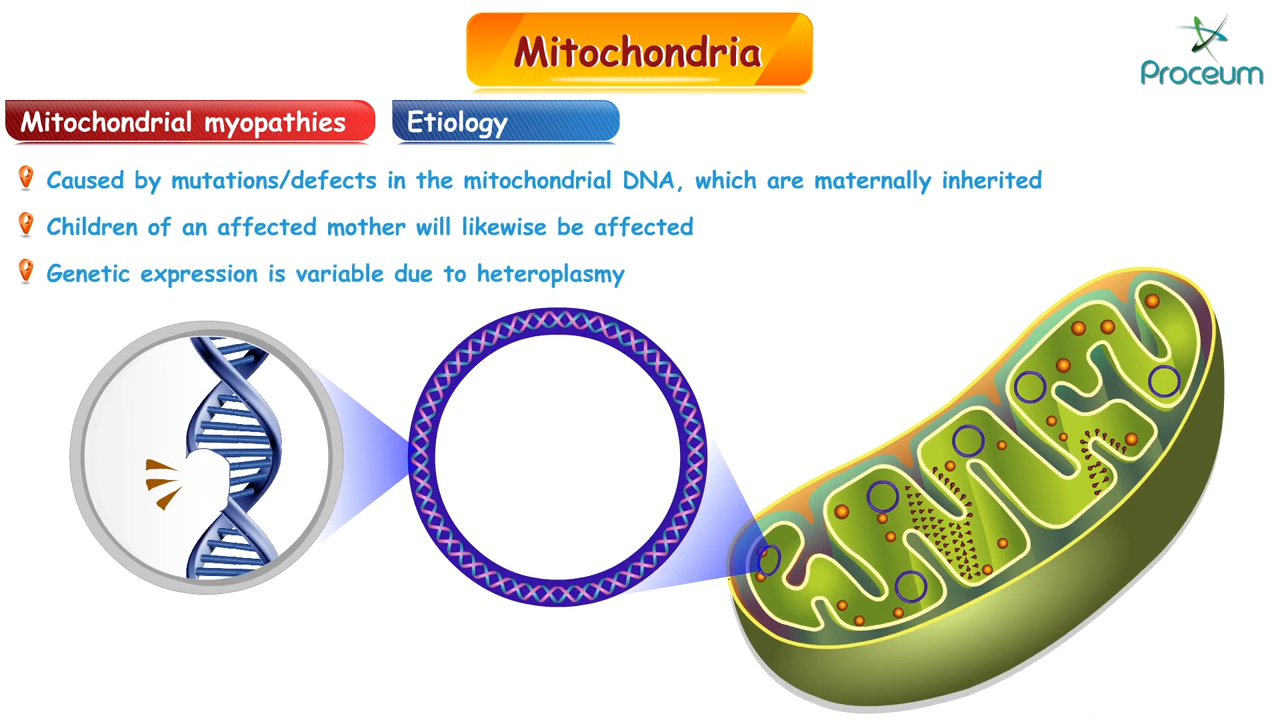 Mitochondria
Proceum
Mitochondrial myopathies
Etiology
Caused by mutations/defects in the mitochondrial DNA, which are maternally inherited
Children of an affected mother will likewise be affected
Genetic expression is variable due to heteroplasmy